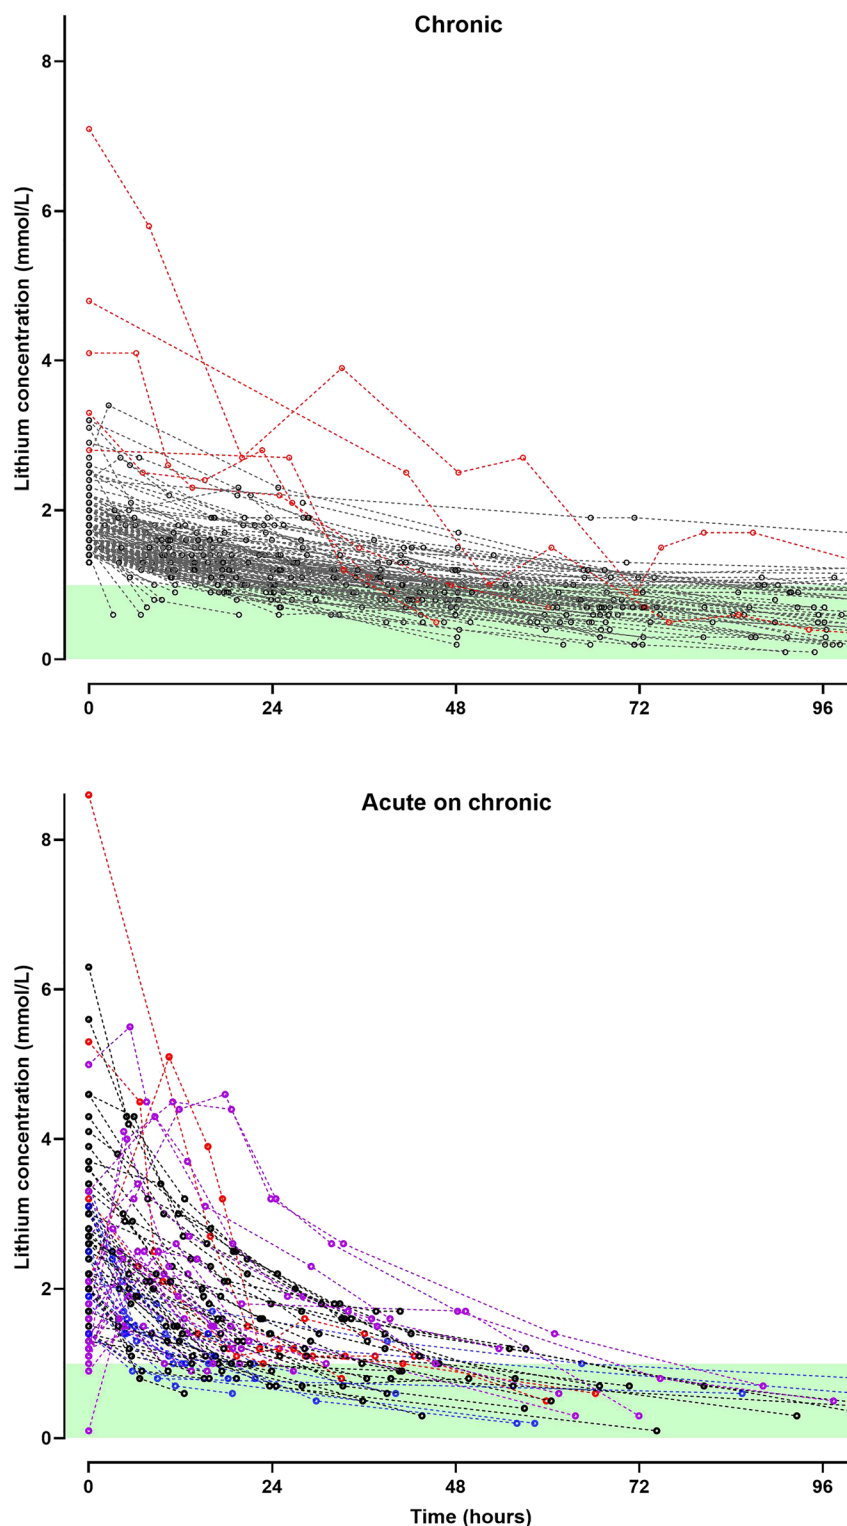 Chronic
Lithium concentration (mmol/L)
8
6
4
2
0
0 24 48 72 96
Acute on chronic
Lithium concentration (mmol/L)
8
6
4
2
0
0 24 48 72 96
Time (hours)